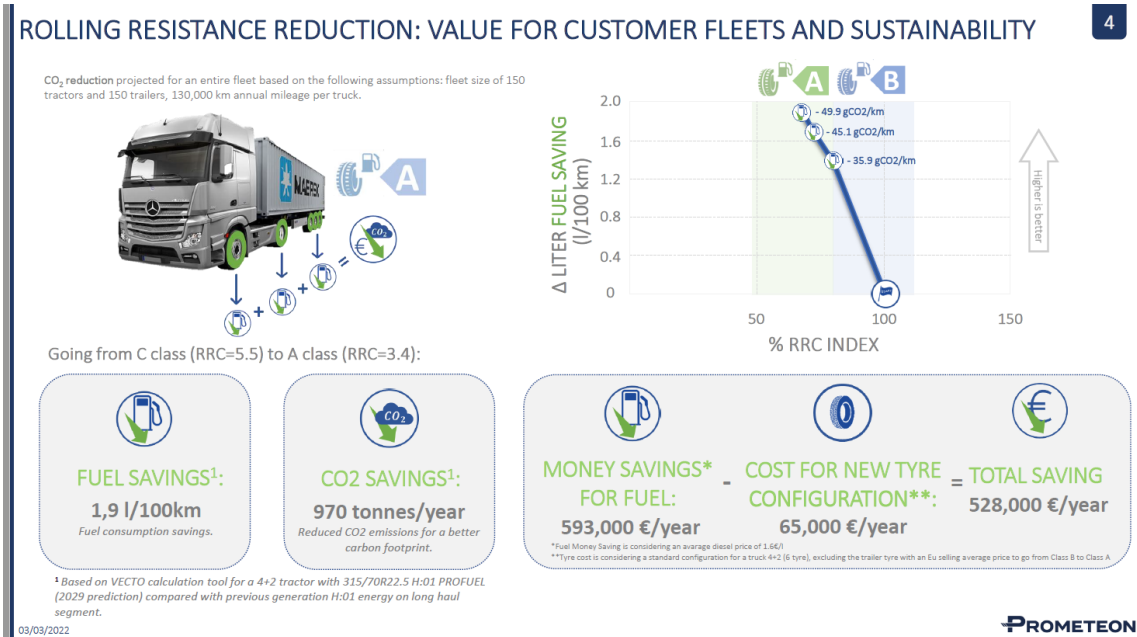 ROLLING RESISTANCE REDUCTION: VALUE FOR CUSTOMER FLEETS AND SUSTAINABILITY
4
CO2 reduction projected for an entire fleet based on the following assumptions: fleet size of 150
tractors and 150 trailers, 130,000 km annual mileage per truck.
MAERSK
A
CO2
€
+
+
=
A
B
Δ LITER FUEL SAVING
(l/100 km)
2.0
1.6
1.2
0.8
0.4
0
- 49.9 gCO2/km
- 45.1 gCO2/km
- 35.9 gCO2/km
50
100
150
% RRC INDEX
Higher is better
Going from C class (RRC=5.5) to A class (RRC=3.4):
FUEL SAVINGS1:
1,9 l/100km
Fuel consumption savings.
CO2
CO2 SAVINGS1:
970 tonnes/year
Reduced CO2 emissions for a better
carbon footprint.
MONEY SAVINGS*
FOR FUEL:
593,000 €/year
-
COST FOR NEW TYRE
CONFIGURATION**:
65,000 €/year
=
€
TOTAL SAVING
528,000 €/year
*Fuel Money Saving is considering an avarage diesel price of 1.6€/l
**Tyre cost is considering a standard configuration for a truck 4+2 (6 tyre), excluding the trailer tyre with an Eu selling average price to go from Class B to Class A
1 Based on VECTO calculation tool for a 4+2 tractor with 315/70R22.5 H:01 PROFUEL
(2029 prediction) compared with previous generation H:01 energy on long haul
segment.
03/03/2022
PROMETEON